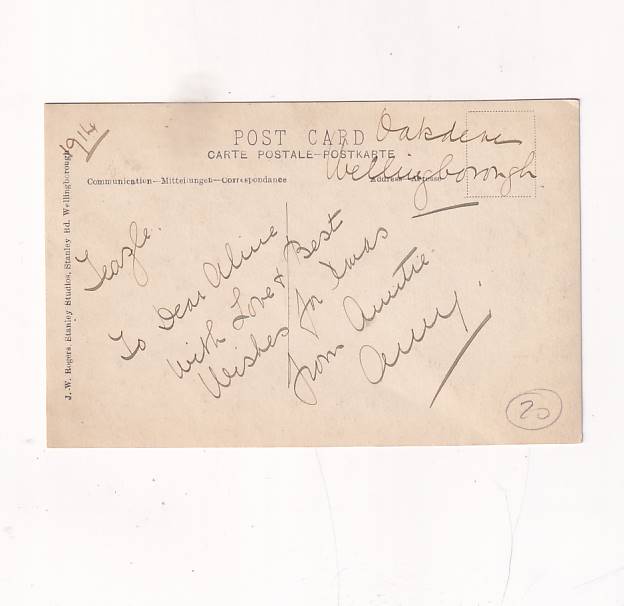 1914
POST CARD
CARTE POSTALE—POSTKARTE
Oakdene
Wellingborough
Communication—Mitteilungen—Correspondance
Address—Adresse
J. W. Rogers, Stanley Studios, Stanley Rd. Wellingborough
Teazle.
To Dear Aline
With Love & Best
Wishes for Xmas
from Auntie
Amy.
20